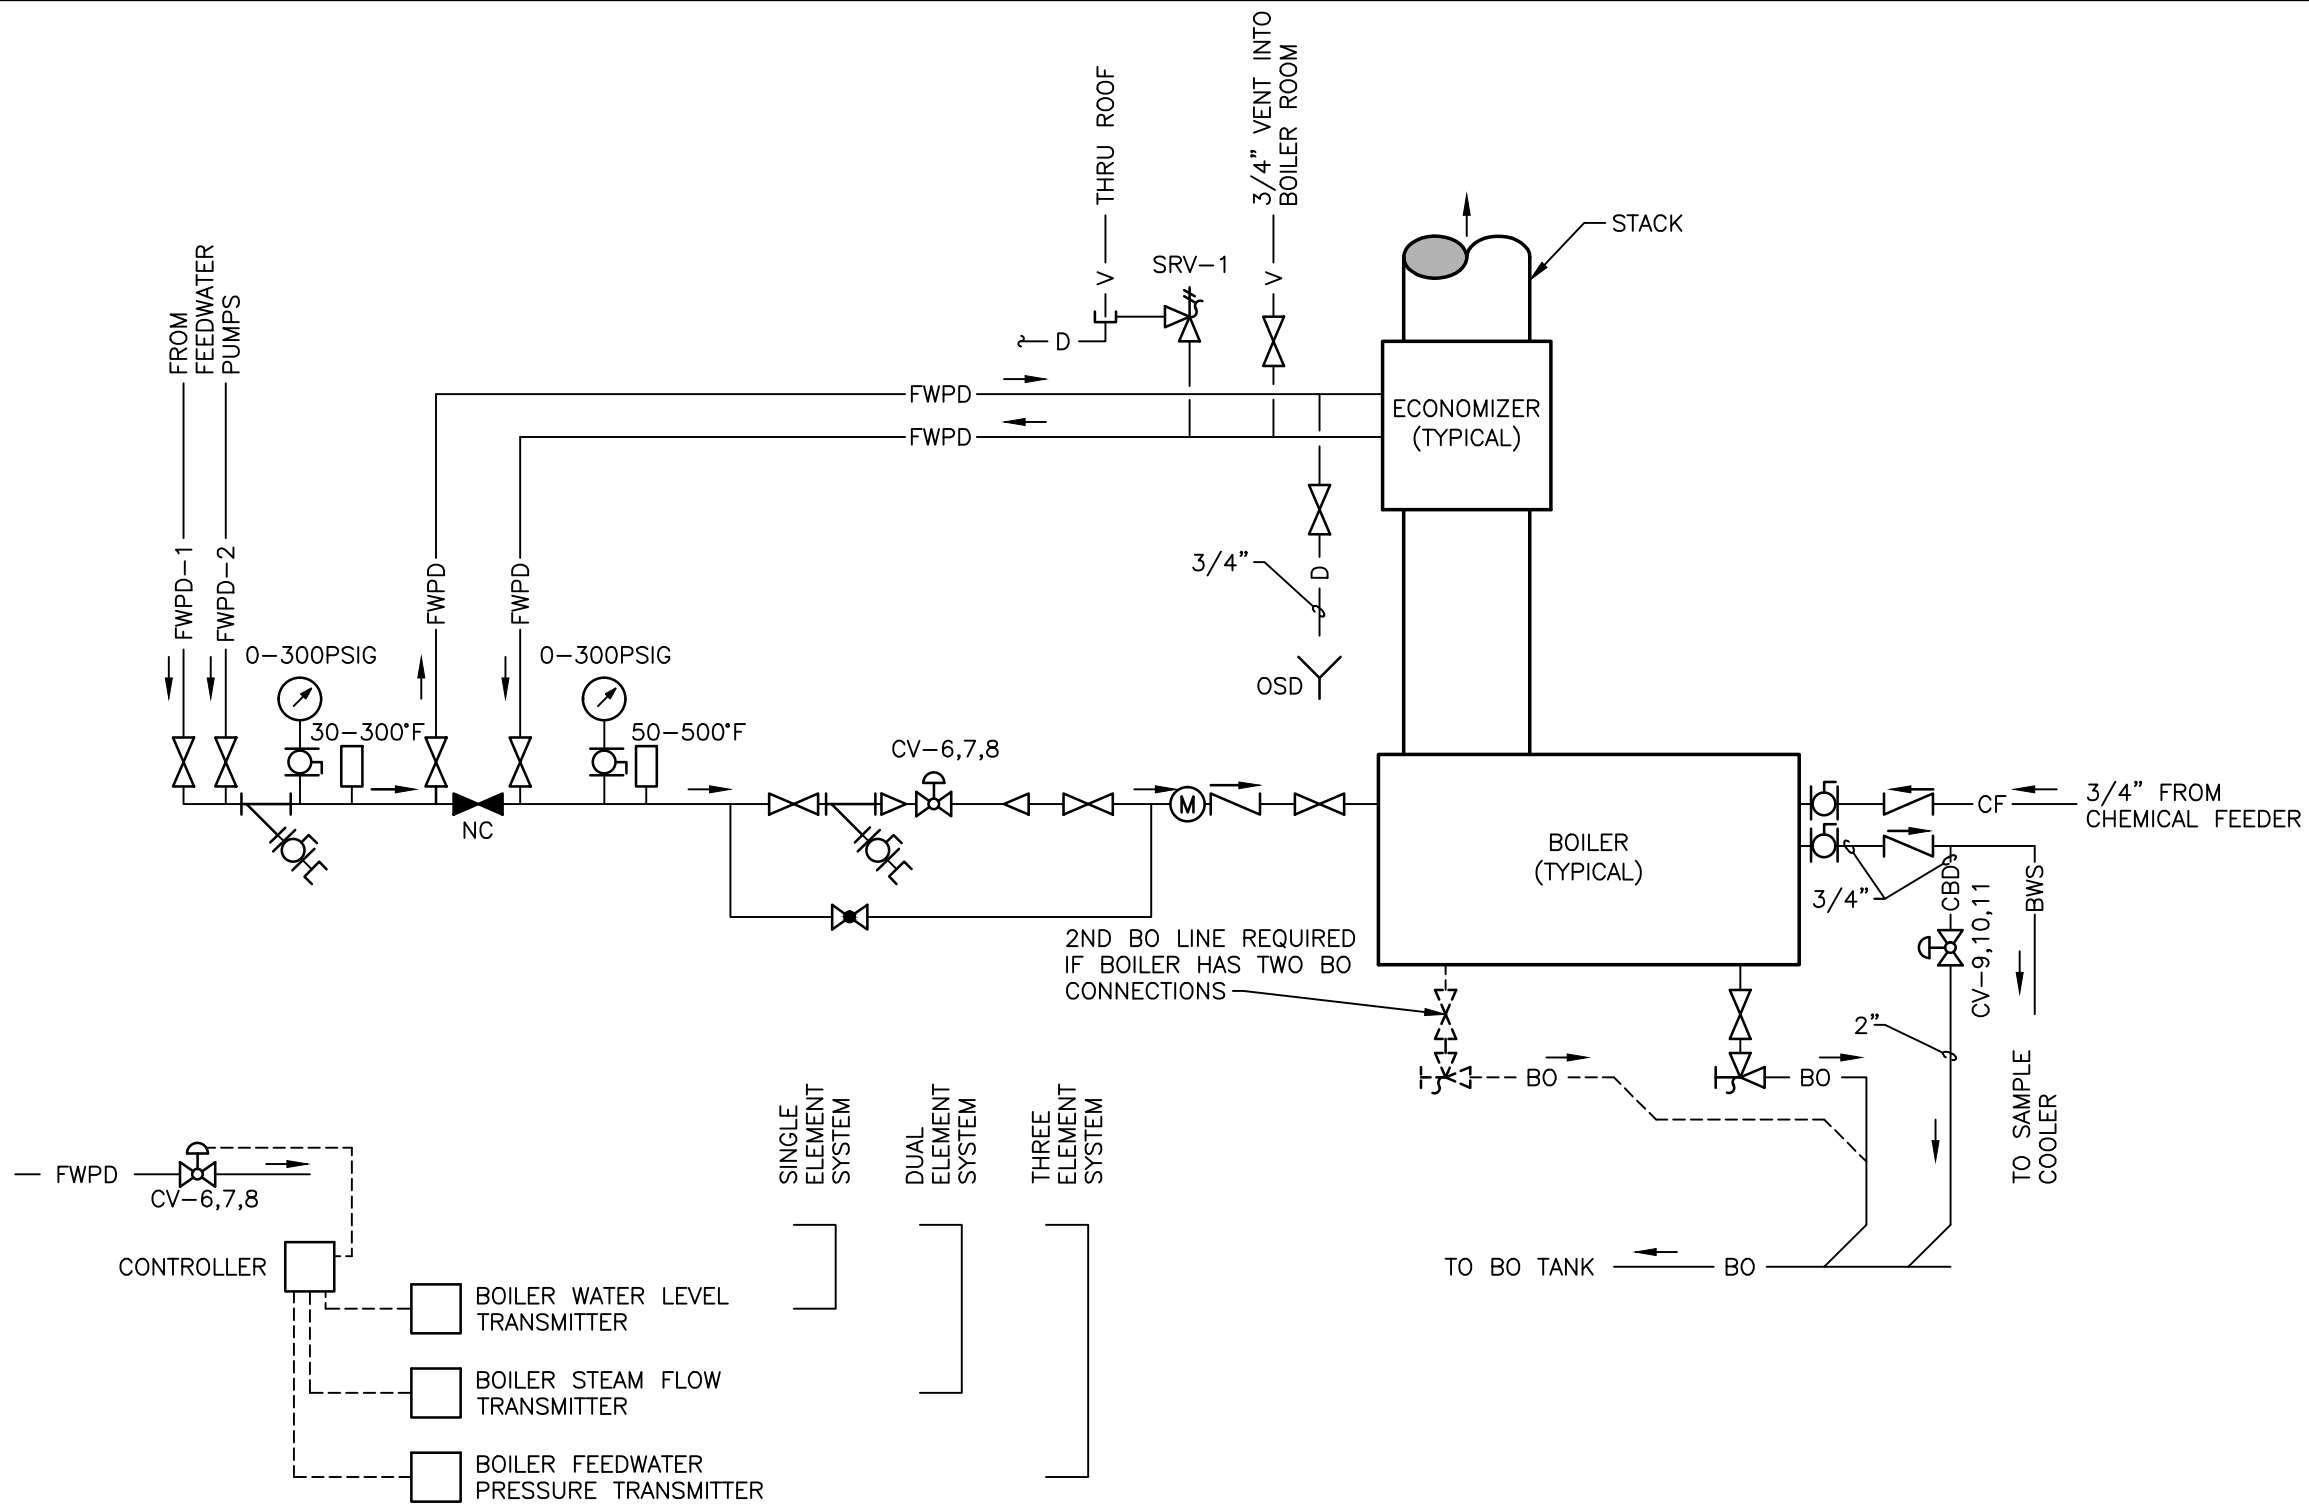 THRU ROOF
V
3/4" VENT INTO
BOILER ROOM
V
SRV-1
D
STACK
FROM
FEEDWATER
PUMPS
FWPD-1
FWPD-2
FWPD
FWPD
ECONOMIZER
(TYPICAL)
FWPD
FWPD
3/4"
D
OSD
0-300PSIG
0-300PSIG
30-300°F
50-500°F
NC
CV-6,7,8
M
BOILER
(TYPICAL)
CF
3/4" FROM
CHEMICAL FEEDER
3/4"
CBD
CV-9,10,11
BWS
2"
TO SAMPLE
COOLER
2ND BO LINE REQUIRED
IF BOILER HAS TWO BO
CONNECTIONS
BO
BO
TO BO TANK
BO
FWPD
CV-6,7,8
CONTROLLER
SINGLE
ELEMENT
SYSTEM
DUAL
ELEMENT
SYSTEM
THREE
ELEMENT
SYSTEM
BOILER WATER LEVEL
TRANSMITTER
BOILER STEAM FLOW
TRANSMITTER
BOILER FEEDWATER
PRESSURE TRANSMITTER